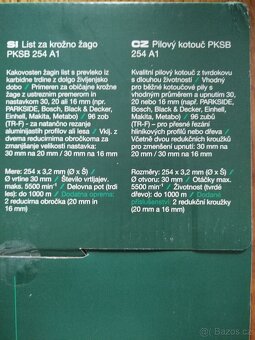 SI List za krožno žago
PKSB 254 A1
Kakovosten žagin list s prevleko iz
karbidne trdine z dolgo življenjsko
dobo / Primeren za običajne krožne
žage z ustreznim premerom in
nastavkom 30, 20 ali 16 mm (npr.
PARKSIDE, Bosch, Black & Decker,
Einhell, Makita, Metabo) / 96 zob
(TR-F) - za natančno rezanje
aluminijastih profilov ali lesa / Vklj. z
dvema reducirnima obročkoma za
zmanjšanje velikosti vpenjanja:
30 mm na 20 mm / 30 mm na 16 mm
Mere: 254 x 3,2 mm (Ø x Š)
/ Ø vrtine 30 mm / Število vrtljajev:
maks. 5500 min⁻¹ / Delovna pot (trd
les): do 1000 m / Dodatna oprema:
2 reducirna obročka (20 mm in
16 mm)
CZ Pilový kotouč PKSB
254 A1
Kvalitní pilový kotouč z tvrdokovu
s dlouhou životností / Vhodný
pro běžné kotoučové pily s
vhodným průměrem a upnutím 30,
20 nebo 16 mm (např. PARKSIDE,
Bosch, Black & Decker, Einhell,
Makita, Metabo) / 96 zubů
(TR-F) - pro přesné řezání
hliníkových profilů nebo dřeva
/ Včetně dvou redukčních kroužků
pro zmenšení upnutí: 30 mm na
20 mm / 30 mm na 16 mm
Rozměry: 254 x 3,2 mm (Ø x Š)
/ Ø otvoru: 30 mm / Otáčky max.
5500 min⁻¹ / Životnost (tvrdé
dřevo): do 1000 m / Dodané
příslušenství: 2 redukční kroužky
(20 mm a 16 mm)